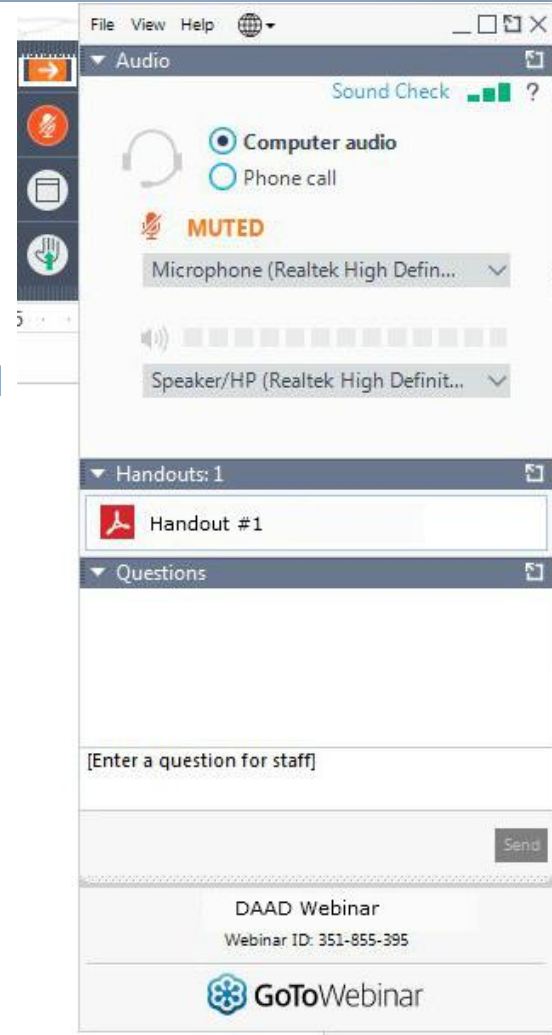 File View Help
Audio
Sound Check ?
Computer audio
Phone call
MUTED
Microphone (Realtek High Defin...
5
Speaker/HP (Realtek High Definit...
Handouts: 1
Handout #1
Questions
[Enter a question for staff]
Send
DAAD Webinar
Webinar ID: 351-855-395
GoToWebinar